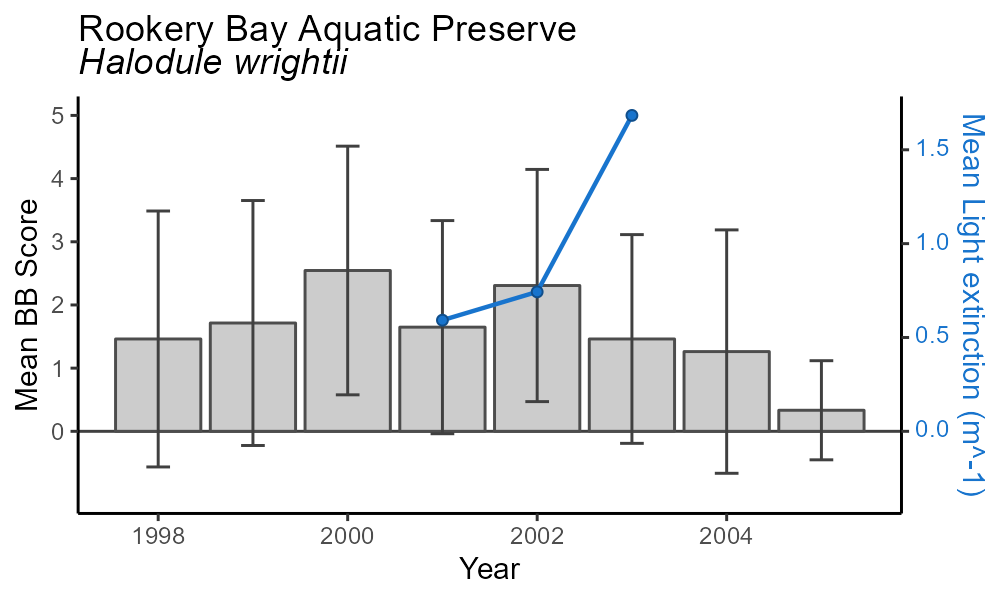 Rookery Bay Aquatic Preserve
Halodule wrightii
Mean BB Score
5
4
3
2
1
0
1.5
1.0
0.5
0.0
Mean Light extinction (m^-1)
1998
2000
2002
2004
Year